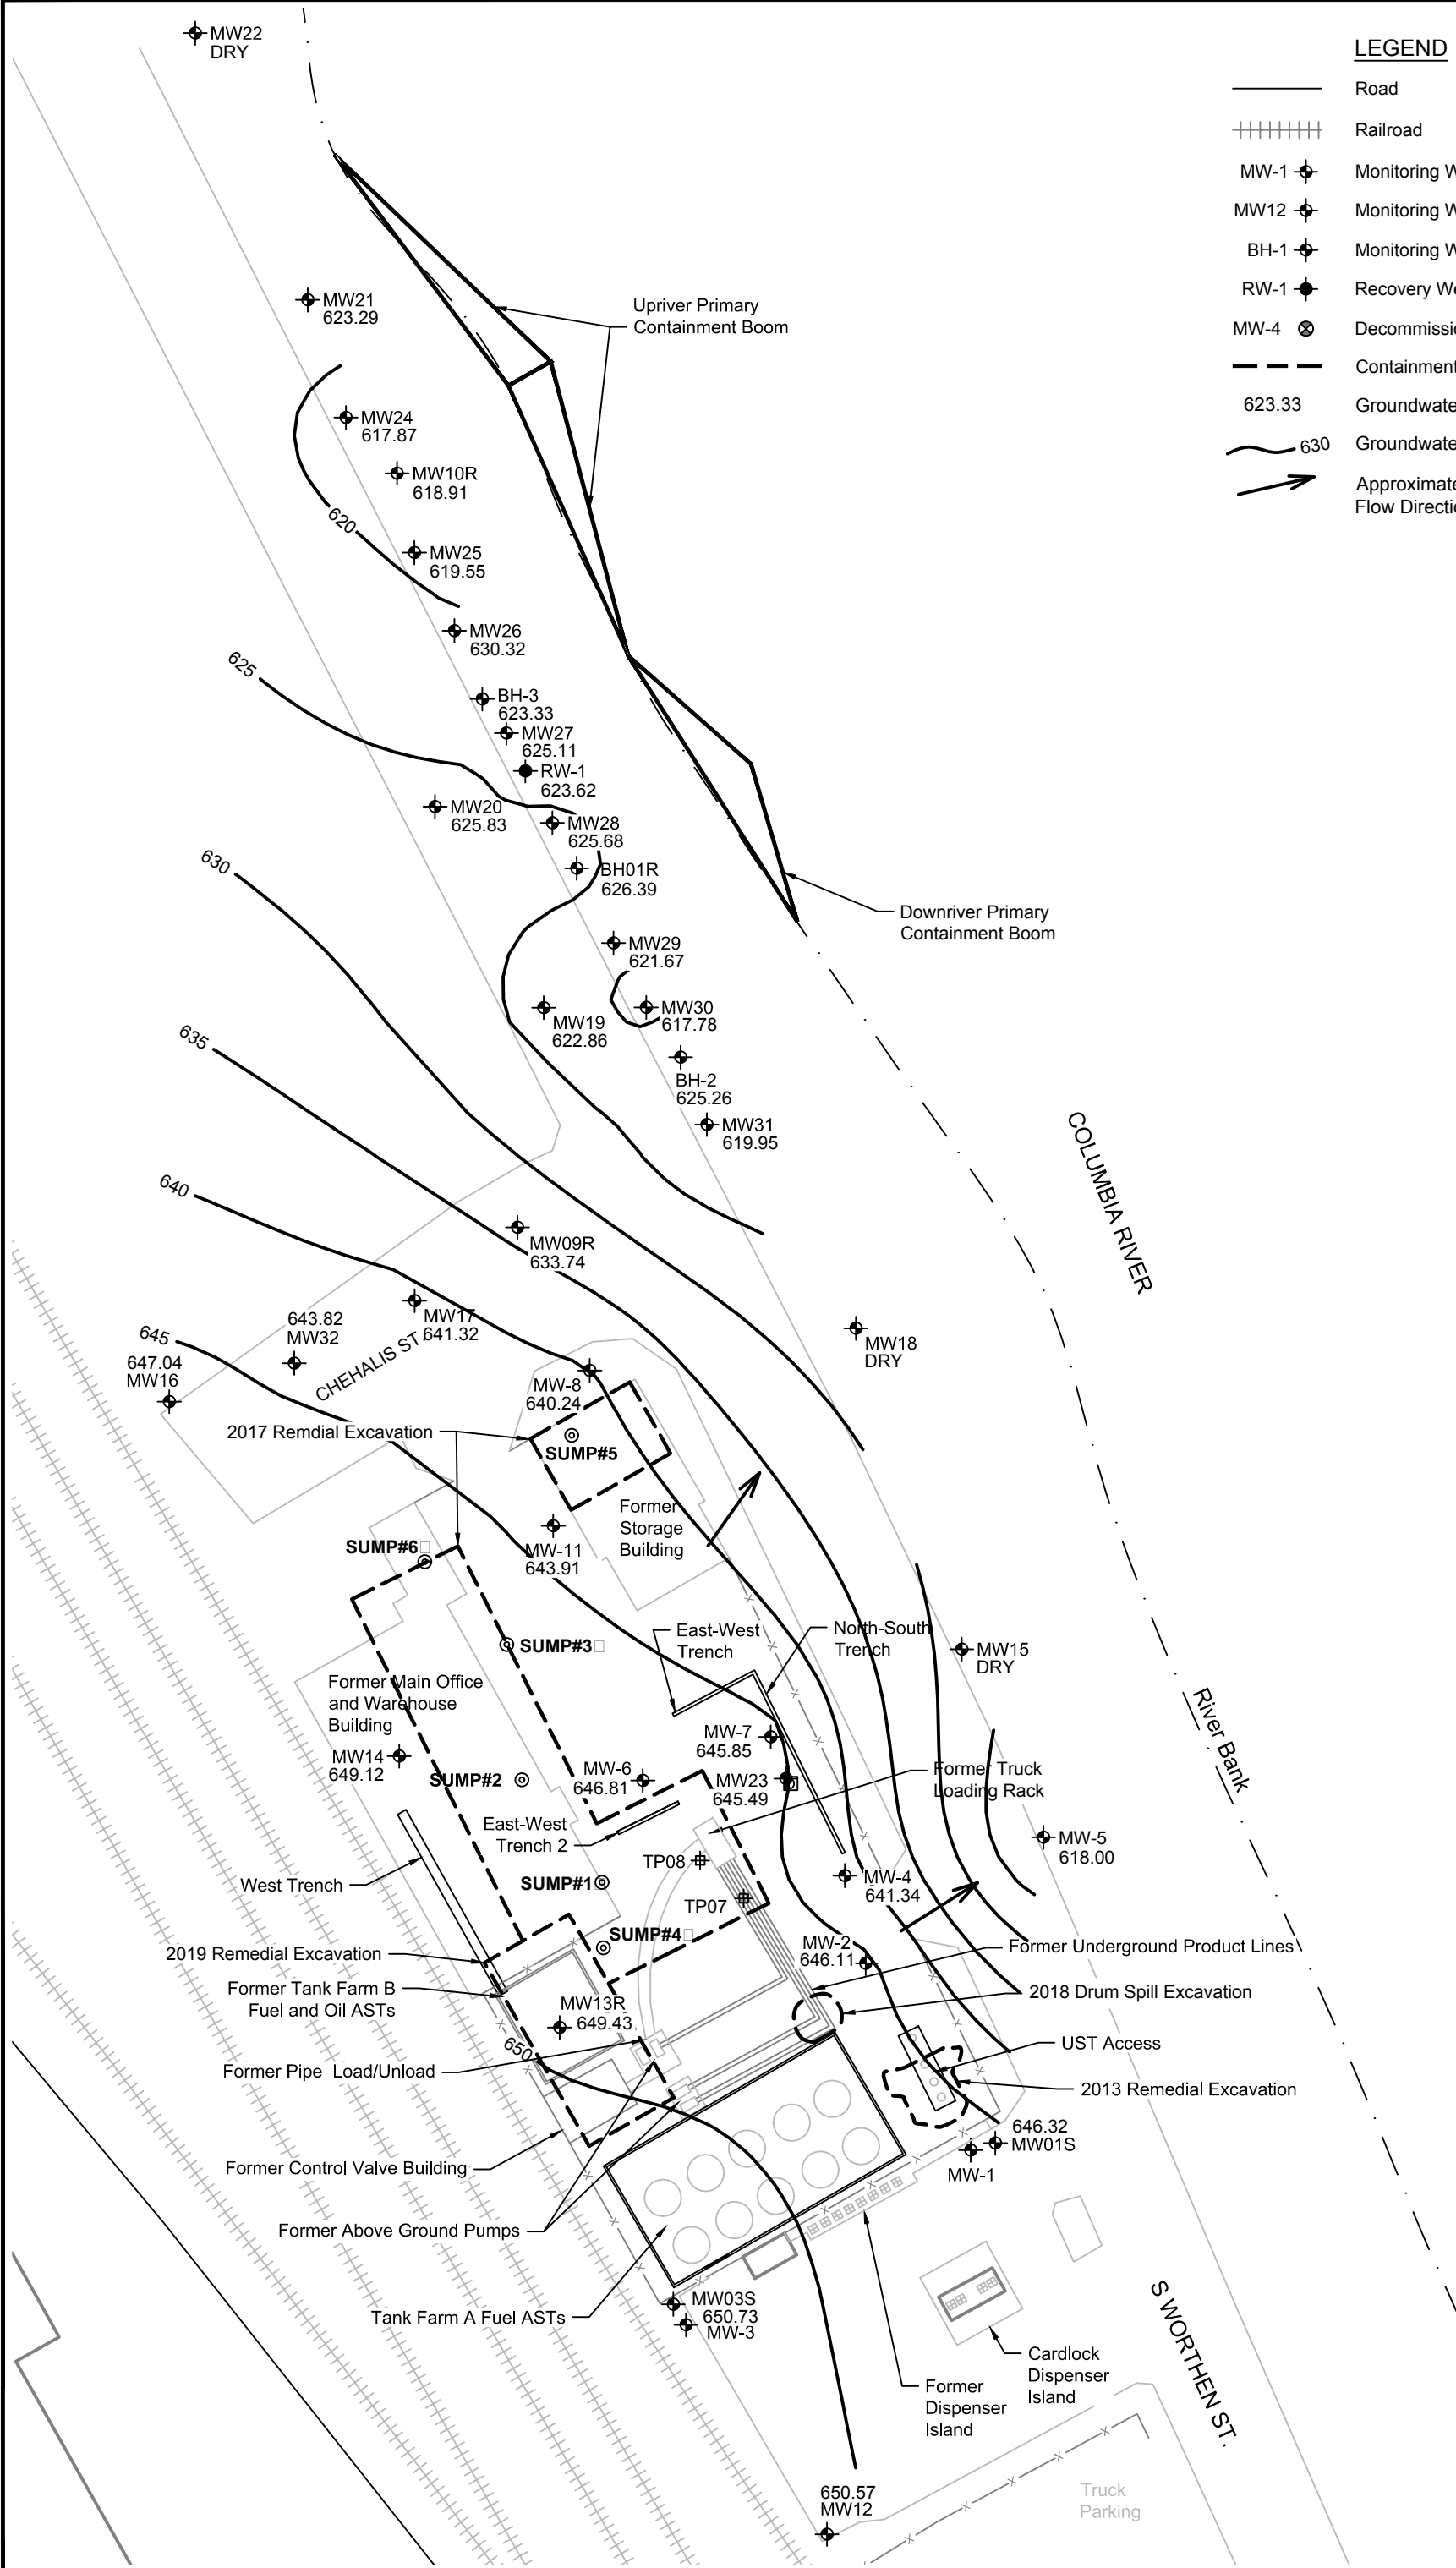 MW22
DRY
LEGEND
Road
Railroad
MW-1
Monitoring
MW12
Monitoring
BH-1
Monitoring
RW-1
Recovery
MW-4
Containment
623.33
630
Approximate
MW21
623.29
Upriver Primary
Containment Boom
MW24
617.87
MW10R
618.91
620
MW25
619.55
MW26
630.32
625
BH-3
623.33
MW27
625.11
RW-1
623.62
MW20
625.83
MW28
625.68
630
BH01R
626.39
Downriver Primary
Containment Boom
MW29
621.67
MW30
617.78
MW19
622.86
635
BH-2
625.26
MW31
619.95
COLUMBIA RIVER
640
MW09R
633.74
MW17
641.32
643.82
MW32
CHEHALIS ST.
645
647.04
MW16
MW18
DRY
MW-8
640.24
2017 Remdial Excavation
SUMP#5
Former
Storage
Building
SUMP#6
MW-11
643.91
SUMP#3
East-West
Trench
North-South
Trench
MW15
DRY
Former Main Office
and Warehouse
Building
River Bank
MW14
649.12
SUMP#2
MW-6
646.81
MW-7
645.85
MW23
645.49
Former Truck
Loading Rack
East-West
Trench 2
MW-5
618.00
TP08
West Trench
SUMP#1
TP07
MW-4
641.34
SUMP#4
MW-2
646.11
Former Underground Product Lines
2019 Remedial Excavation
Former Tank Farm B
Fuel and Oil ASTs
2018 Drum Spill Excavation
MW13R
649.43
650
UST Access
Former Pipe Load/Unload
2013 Remedial Excavation
646.32
MW01S
MW-1
Former Control Valve Building
Former Above Ground Pumps
Tank Farm A Fuel ASTs
MW03S
650.73
MW-3
S WORTHEN ST.
Cardlock
Dispenser
Island
Former
Dispenser
Island
650.57
MW12
Truck
Parking